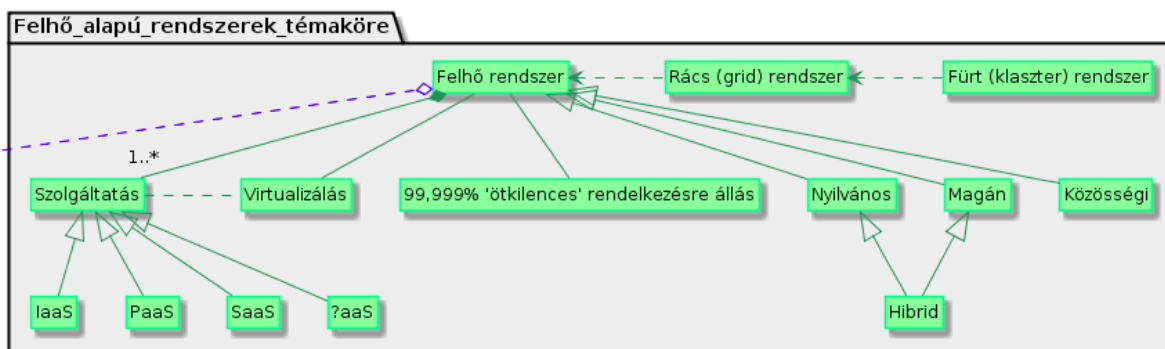 Felhő_alapú_rendszerek_témaköre
Felhő rendszer
Rács (grid) rendszer
Fürt (klaszter) rendszer
1..*
Szolgáltatás
Virtualizálás
99,999% 'ötkilences' rendelkezésre állás
Nyilvános
Magán
Közösségi
IaaS
PaaS
SaaS
?aaS
Hibrid